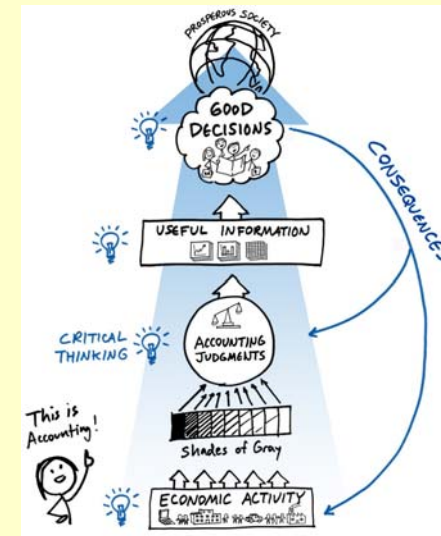 PROSPEROUS SOCIETY
GOOD
DECISIONS
CONSEQUENCES
USEFUL INFORMATION
CRITICAL
THINKING
ACCOUNTING
JUDGMENTS
This is
Accounting!
Shades of Gray
ECONOMIC ACTIVITY